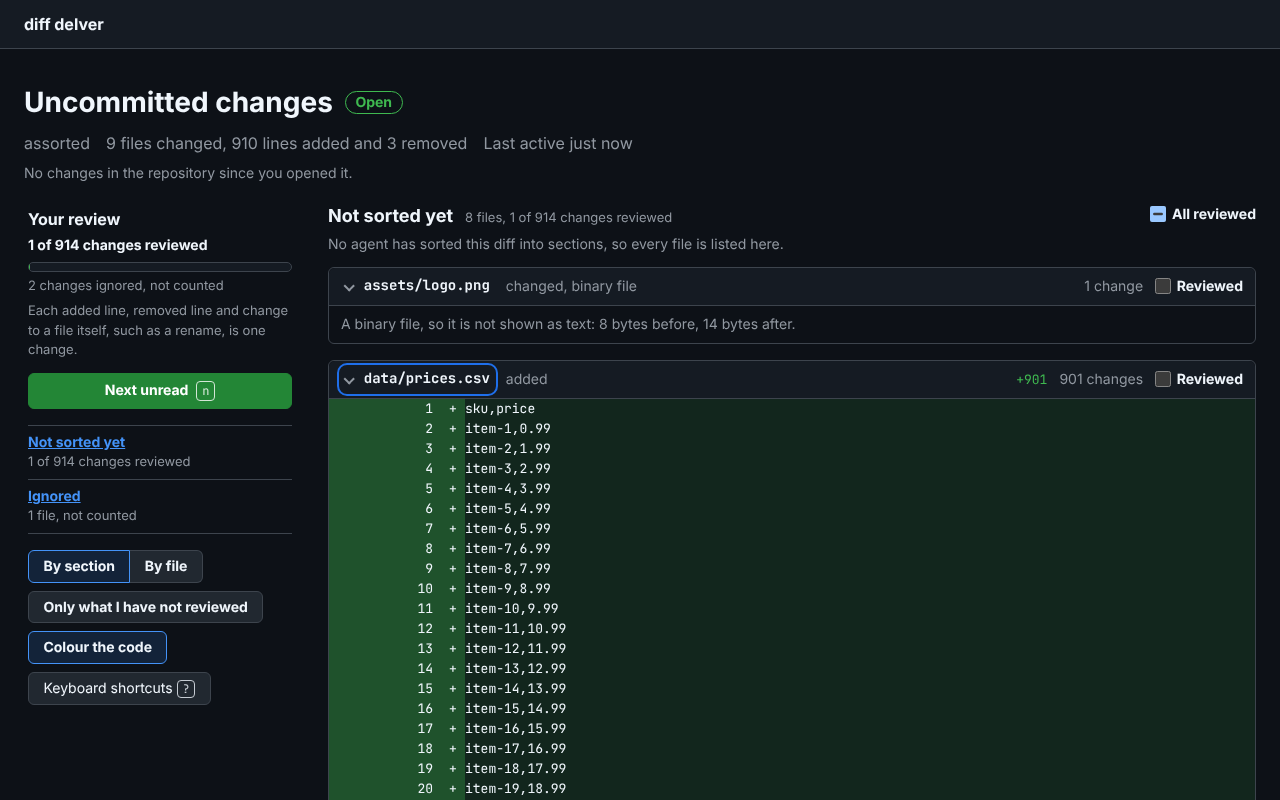 diff delver
Uncommitted changes Open
assorted 9 files changed, 910 lines added and 3 removed Last active just now
No changes in the repository since you opened it.
Your review
1 of 914 changes reviewed
2 changes ignored, not counted
Each added line, removed line and change
to a file itself, such as a rename, is one
change.
Next unread n
Not sorted yet
1 of 914 changes reviewed
Ignored
1 file, not counted
By section By file
Only what I have not reviewed
Colour the code
Keyboard shortcuts ?
Not sorted yet 8 files, 1 of 914 changes reviewed All reviewed
No agent has sorted this diff into sections, so every file is listed here.
assets/logo.png changed, binary file 1 change Reviewed
A binary file, so it is not shown as text: 8 bytes before, 14 bytes after.
data/prices.csv added +901 901 changes Reviewed
1 + sku,price
2 + item-1,0.99
3 + item-2,1.99
4 + item-3,2.99
5 + item-4,3.99
6 + item-5,4.99
7 + item-6,5.99
8 + item-7,6.99
9 + item-8,7.99
10 + item-9,8.99
11 + item-10,9.99
12 + item-11,10.99
13 + item-12,11.99
14 + item-13,12.99
15 + item-14,13.99
16 + item-15,14.99
17 + item-16,15.99
18 + item-17,16.99
19 + item-18,17.99
20 + item-19,18.99